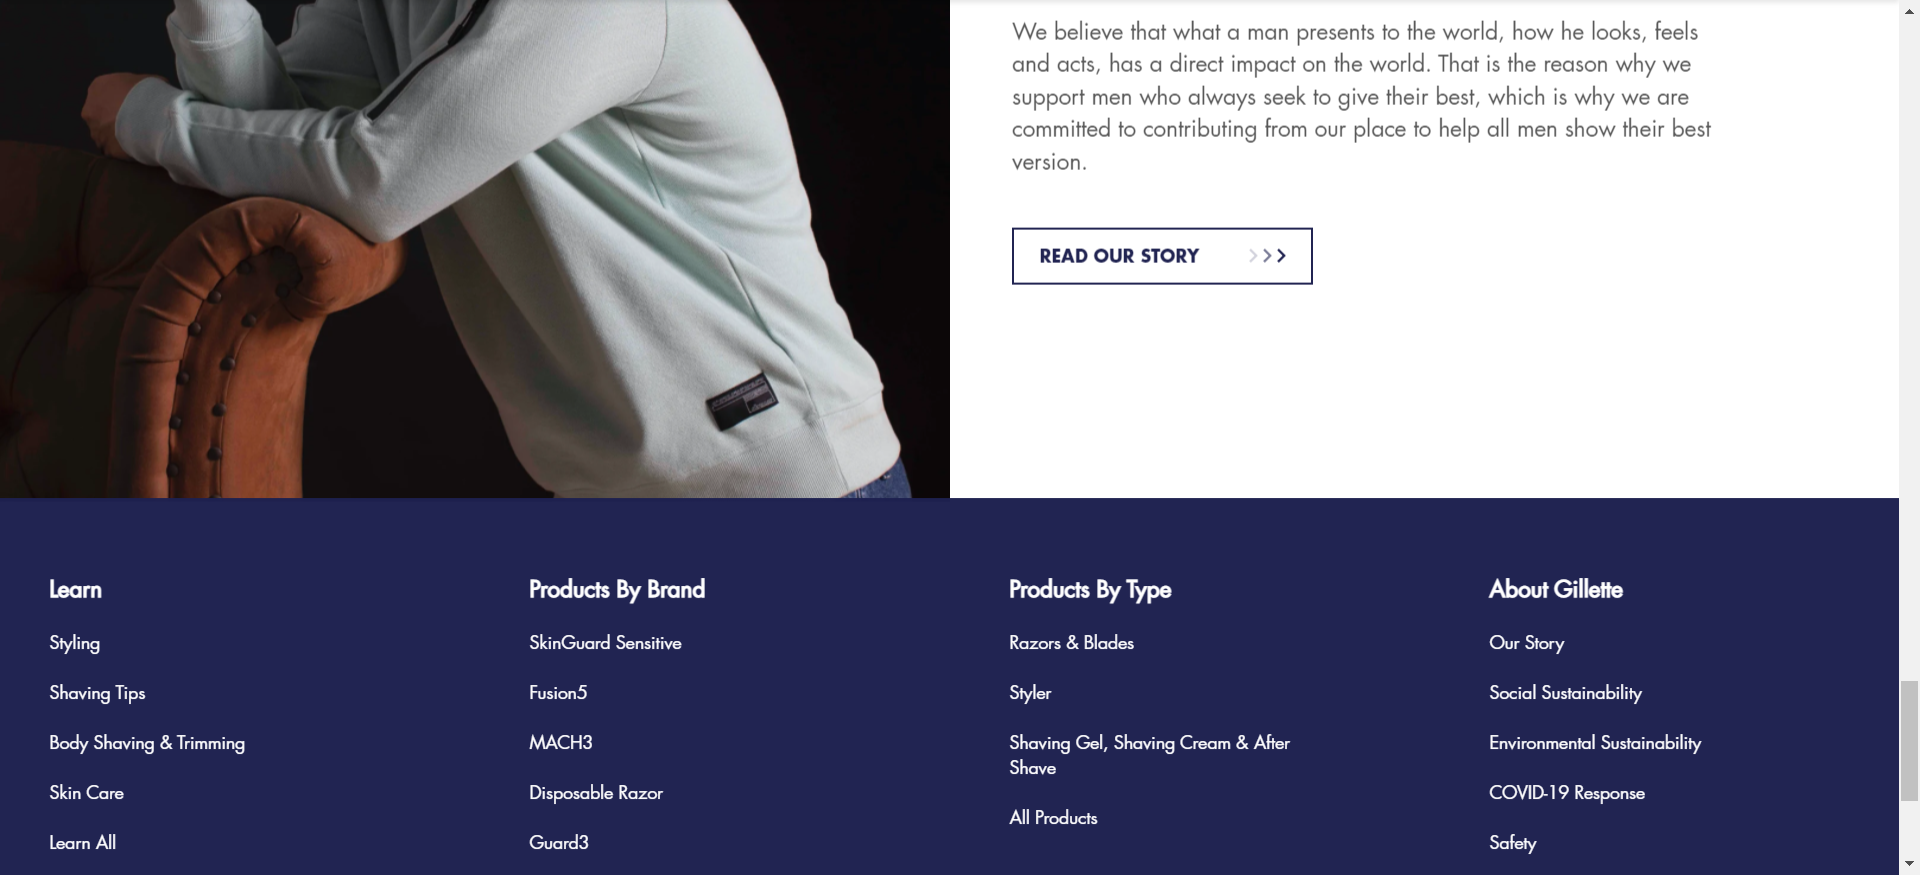 We believe that what a man presents to the world, how he looks, feels
and acts, has a direct impact on the world. That is the reason why we
support men who always seek to give their best, which is why we are
committed to contributing from our place to help all men show their best
version.
READ OUR STORY
Learn
Styling
Shaving Tips
Body Shaving & Trimming
Skin Care
Learn All
Products By Brand
SkinGuard Sensitive
Fusion5
MACH3
Disposable Razor
Guard3
Products By Type
Razors & Blades
Styler
Shaving Gel, Shaving Cream & After
Shave
All Products
About Gillette
Our Story
Social Sustainability
Environmental Sustainability
COVID-19 Response
Safety